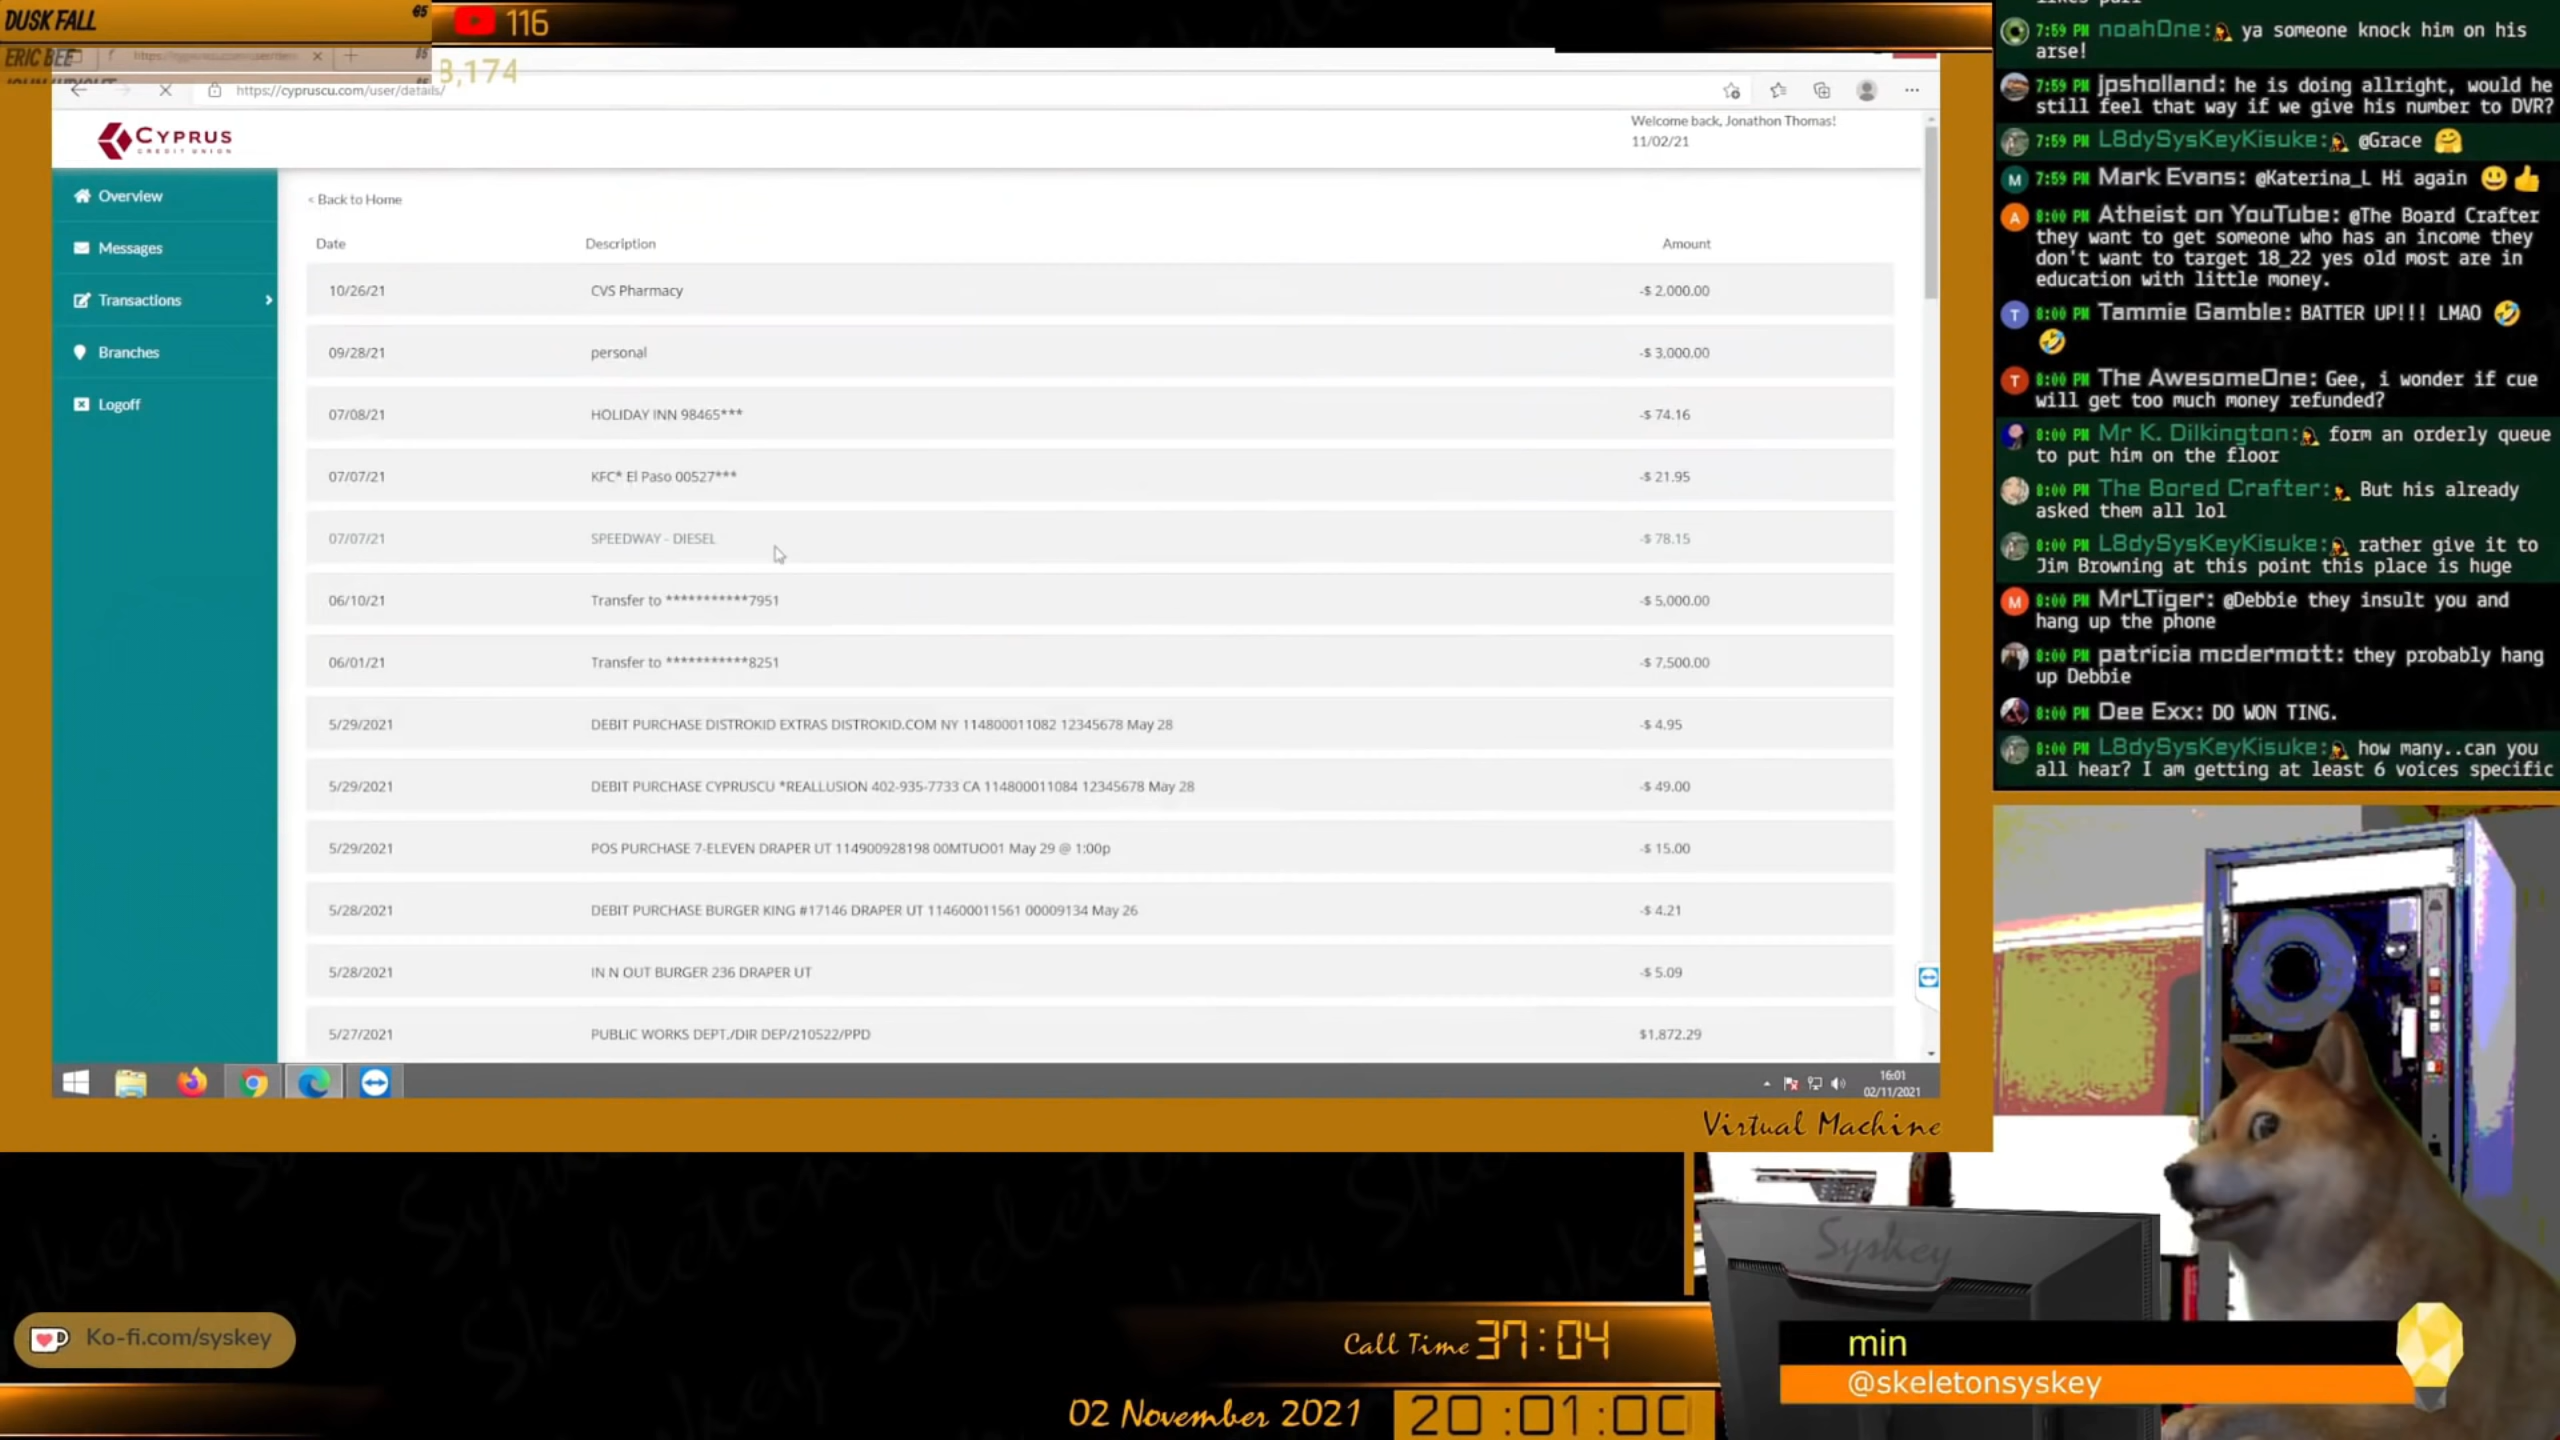 DUSK FALL
65
ERIC BEE
$5
116
8,174
https://cypruscu.com/user/details/
CYPRUS
CREDIT UNION
Welcome back, Jonathon Thomas!
11/02/21
Overview
Messages
Transactions
Branches
Logoff
< Back to Home
Date Description Amount
10/26/21 CVS Pharmacy -$ 2,000.00
09/28/21 personal -$ 3,000.00
07/08/21 HOLIDAY INN 98465*** -$ 74.16
07/07/21 KFC* El Paso 00527*** -$ 21.95
07/07/21 SPEEDWAY - DIESEL -$ 78.15
06/10/21 Transfer to ***********7951 -$ 5,000.00
06/01/21 Transfer to ***********8251 -$ 7,500.00
5/29/2021 DEBIT PURCHASE DISTROKID EXTRAS DISTROKID.COM NY 114800011082 12345678 May 28 -$ 4.95
5/29/2021 DEBIT PURCHASE CYPRUSCU *REALLUSION 402-935-7733 CA 114800011084 12345678 May 28 -$ 49.00
5/29/2021 POS PURCHASE 7-ELEVEN DRAPER UT 114900928198 00MTUO01 May 29 @ 1:00p -$ 15.00
5/28/2021 DEBIT PURCHASE BURGER KING #17146 DRAPER UT 114600011561 00009134 May 26 -$ 4.21
5/28/2021 IN N OUT BURGER 236 DRAPER UT -$ 5.09
5/27/2021 PUBLIC WORKS DEPT./DIR DEP/210522/PPD $1,872.29
16:01
02/11/2021
Virtual Machine
7:59 PM noahOne: ya someone knock him on his
arse!
7:59 PM jpsholland: he is doing allright, would he
still feel that way if we give his number to DVR?
7:59 PM L8dySysKeyKisuke: @Grace 🤗
M 7:59 PM Mark Evans: @Katerina_L Hi again 😃👍
A 8:00 PM Atheist on YouTube: @The Board Crafter
they want to get someone who has an income they
don't want to target 18_22 yes old most are in
education with little money.
T 8:00 PM Tammie Gamble: BATTER UP!!! LMAO 🤣
🤣
T 8:00 PM The AwesomeOne: Gee, i wonder if cue
will get too much money refunded?
8:00 PM Mr K. Dilkington: form an orderly queue
to put him on the floor
8:00 PM The Bored Crafter: But his already
asked them all lol
8:00 PM L8dySysKeyKisuke: rather give it to
Jim Browning at this point this place is huge
M 8:00 PM MrLTiger: @Debbie they insult you and
hang up the phone
8:00 PM patricia mcdermott: they probably hang
up Debbie
8:00 PM Dee Exx: DO WON TING.
8:00 PM L8dySysKeyKisuke: how many..can you
all hear? I am getting at least 6 voices specific
Syskey
Ko-fi.com/syskey
Call Time 37:04
02 November 2021 20:01:00
min
@skeletonsyskey